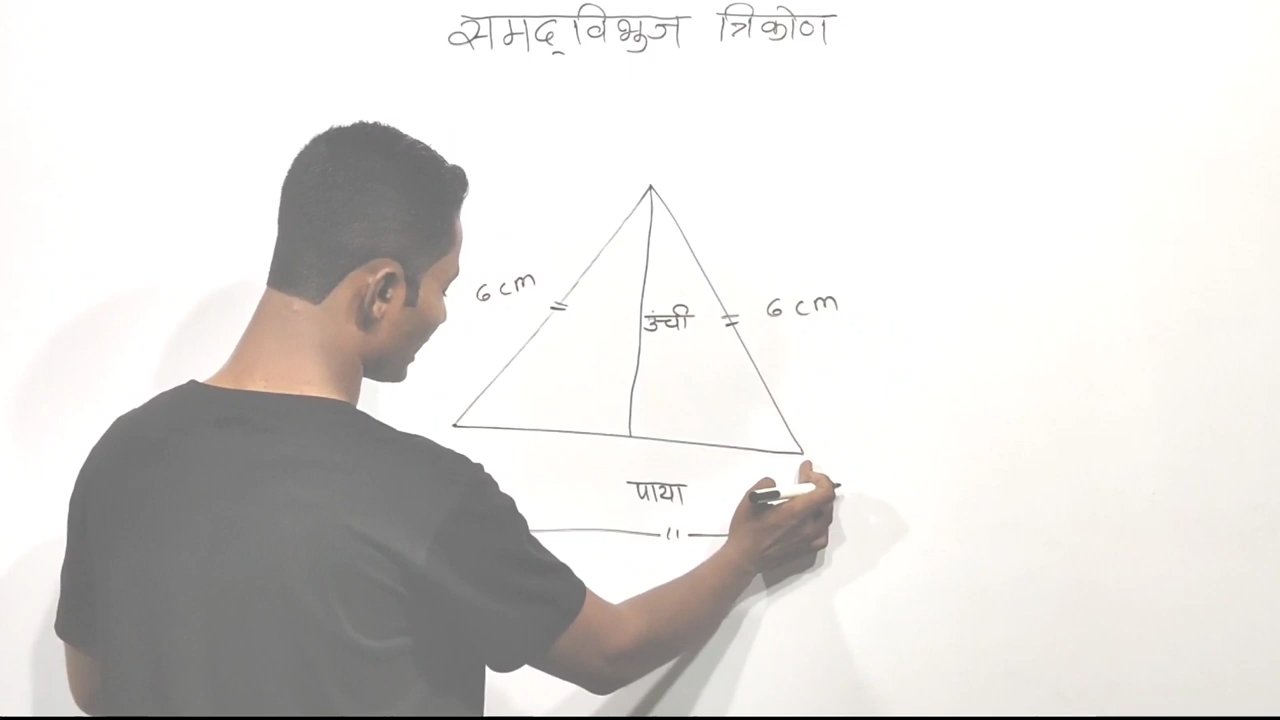 समद्विभुज त्रिकोण
6 cm
उंची
6 cm
पाया
"